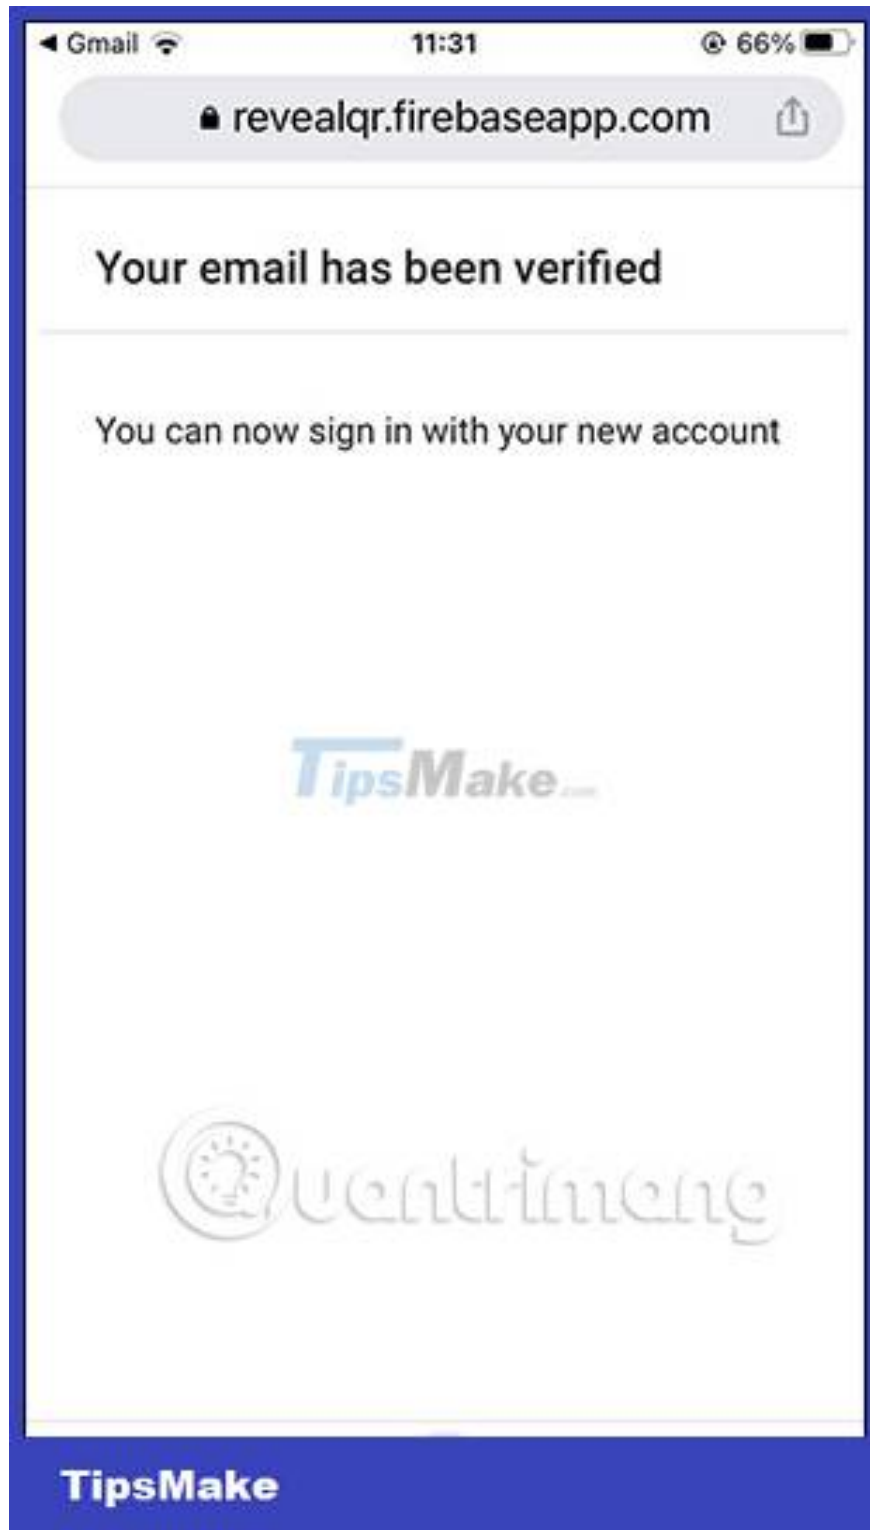 Gmail 11:31 66%
revealqr.firebaseapp.com
Your email has been verified
You can now sign in with your new account
TipsMake.com
Quantrimang
TipsMake